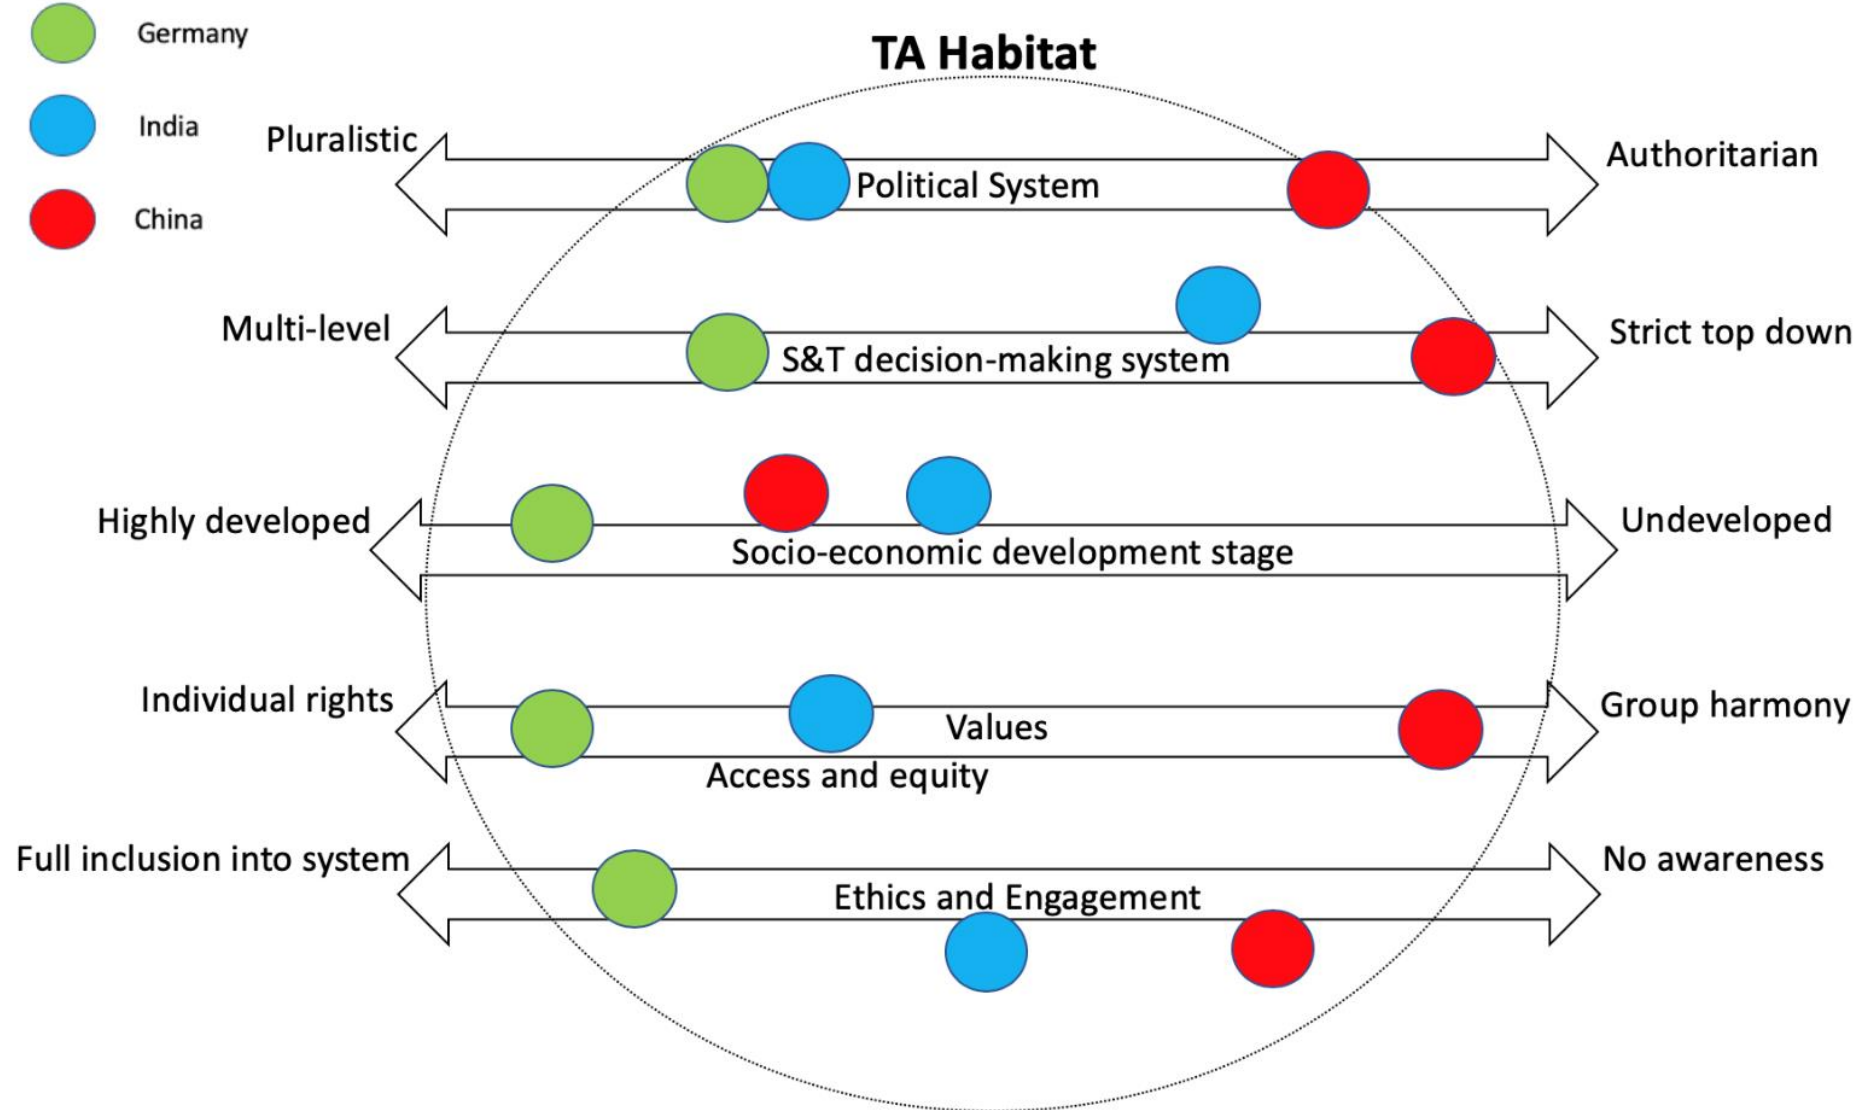 Germany
TA Habitat
India
Pluralistic
Political System
Authoritarian
China
Multi-level
S&T decision-making system
Strict top down
Highly developed
Socio-economic development stage
Undeveloped
Individual rights
Values
Group harmony
Access and equity
Full inclusion into system
Ethics and Engagement
No awareness